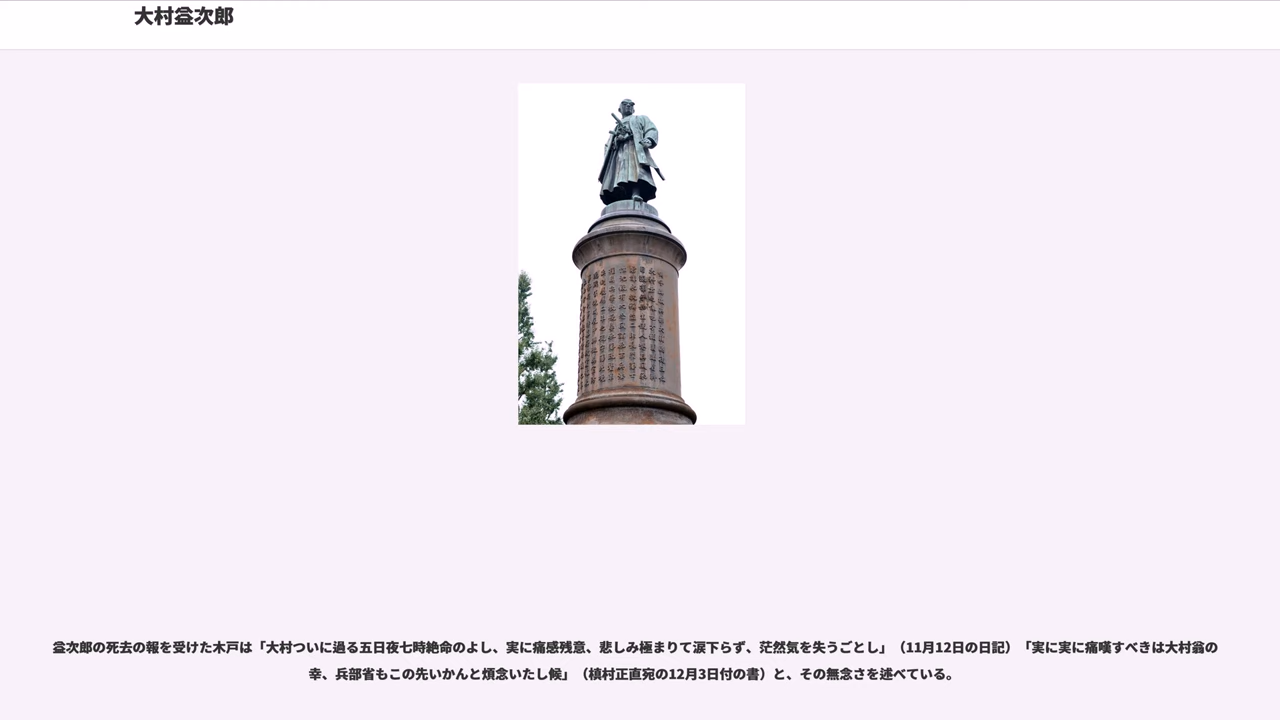 大村益次郎
益次郎の死去の報を受けた木戸は「大村ついに過る五日夜七時絶命のよし、実に痛感残意、悲しみ極まりて涙下らず、茫然気を失うごとし」（11月12日の日記）「実に実に痛嘆すべきは大村翁の
幸、兵部省もこの先いかんと煩念いたし候」（槙村正直宛の12月3日付の書）と、その無念さを述べている。